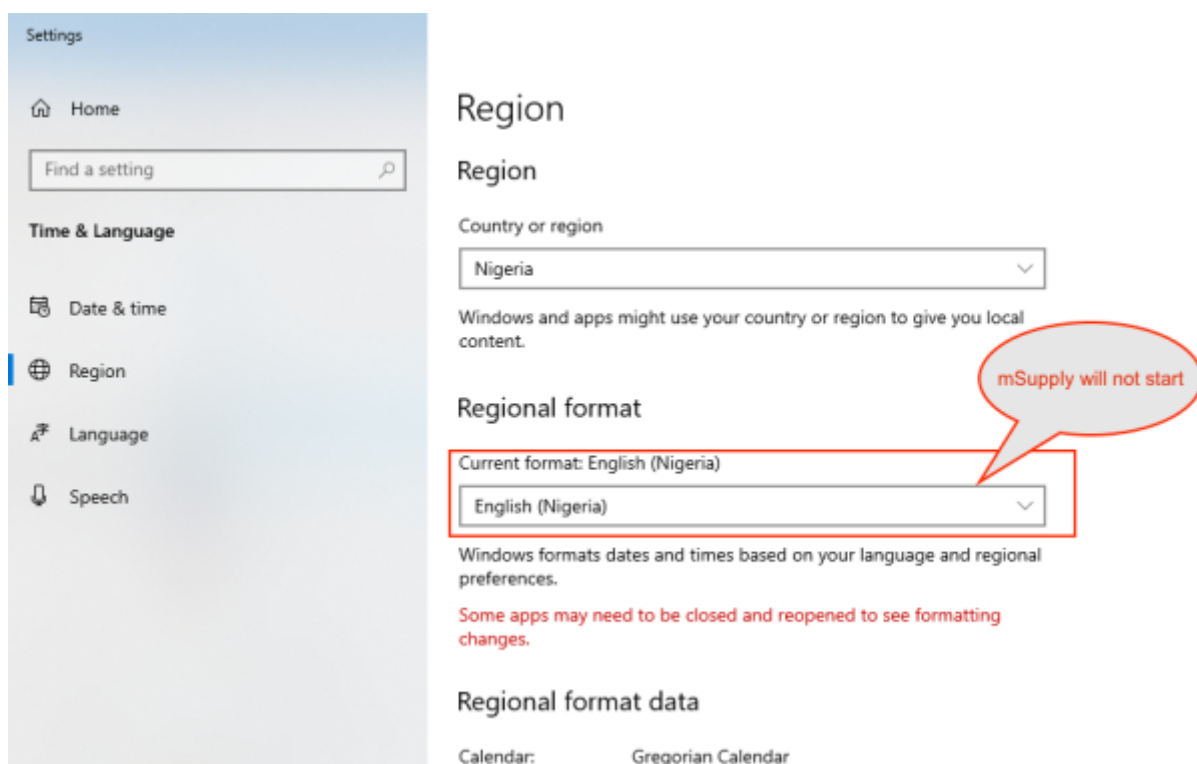 Settings
Home
Find a setting
Time & Language
Date & time
Region
Language
Speech
Region
Region
Country or region
Nigeria
Windows and apps might use your country or region to give you local
content.
mSupply will not start
Regional format
Current format: English (Nigeria)
English (Nigeria)
Windows formats dates and times based on your language and regional
preferences.
Some apps may need to be closed and reopened to see formatting
changes.
Regional format data
Calendar: Gregorian Calendar